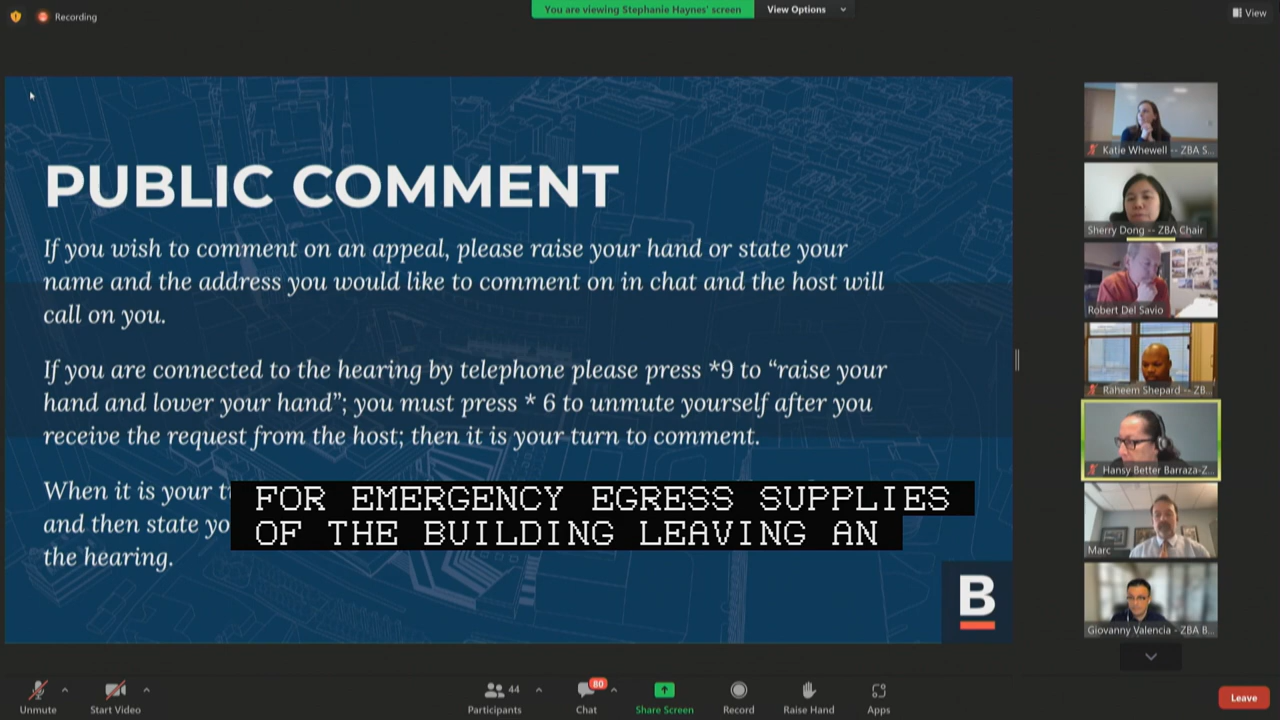 Recording
You are viewing Stephanie Haynes' screen
View Options
View
PUBLIC COMMENT
If you wish to comment on an appeal, please raise your hand or state your
name and the address you would like to comment on in chat and the host will
call on you.
If you are connected to the hearing by telephone please press *9 to “raise your
hand and lower your hand”; you must press * 6 to unmute yourself after you
receive the request from the host; then it is your turn to comment.
When it is your t
and then state yo
the hearing.
FOR EMERGENCY EGRESS SUPPLIES
OF THE BUILDING LEAVING AN
B
Katie Whewell -- ZBA S...
Sherry Dong -- ZBA Chair
Robert Del Savio
Raheem Shepard -- ZB...
Hansy Better Barraza-Z...
Marc
Giovanny Valencia - ZBA B...
Unmute
Start Video
44
Participants
80
Chat
Share Screen
Record
Raise Hand
Apps
Leave